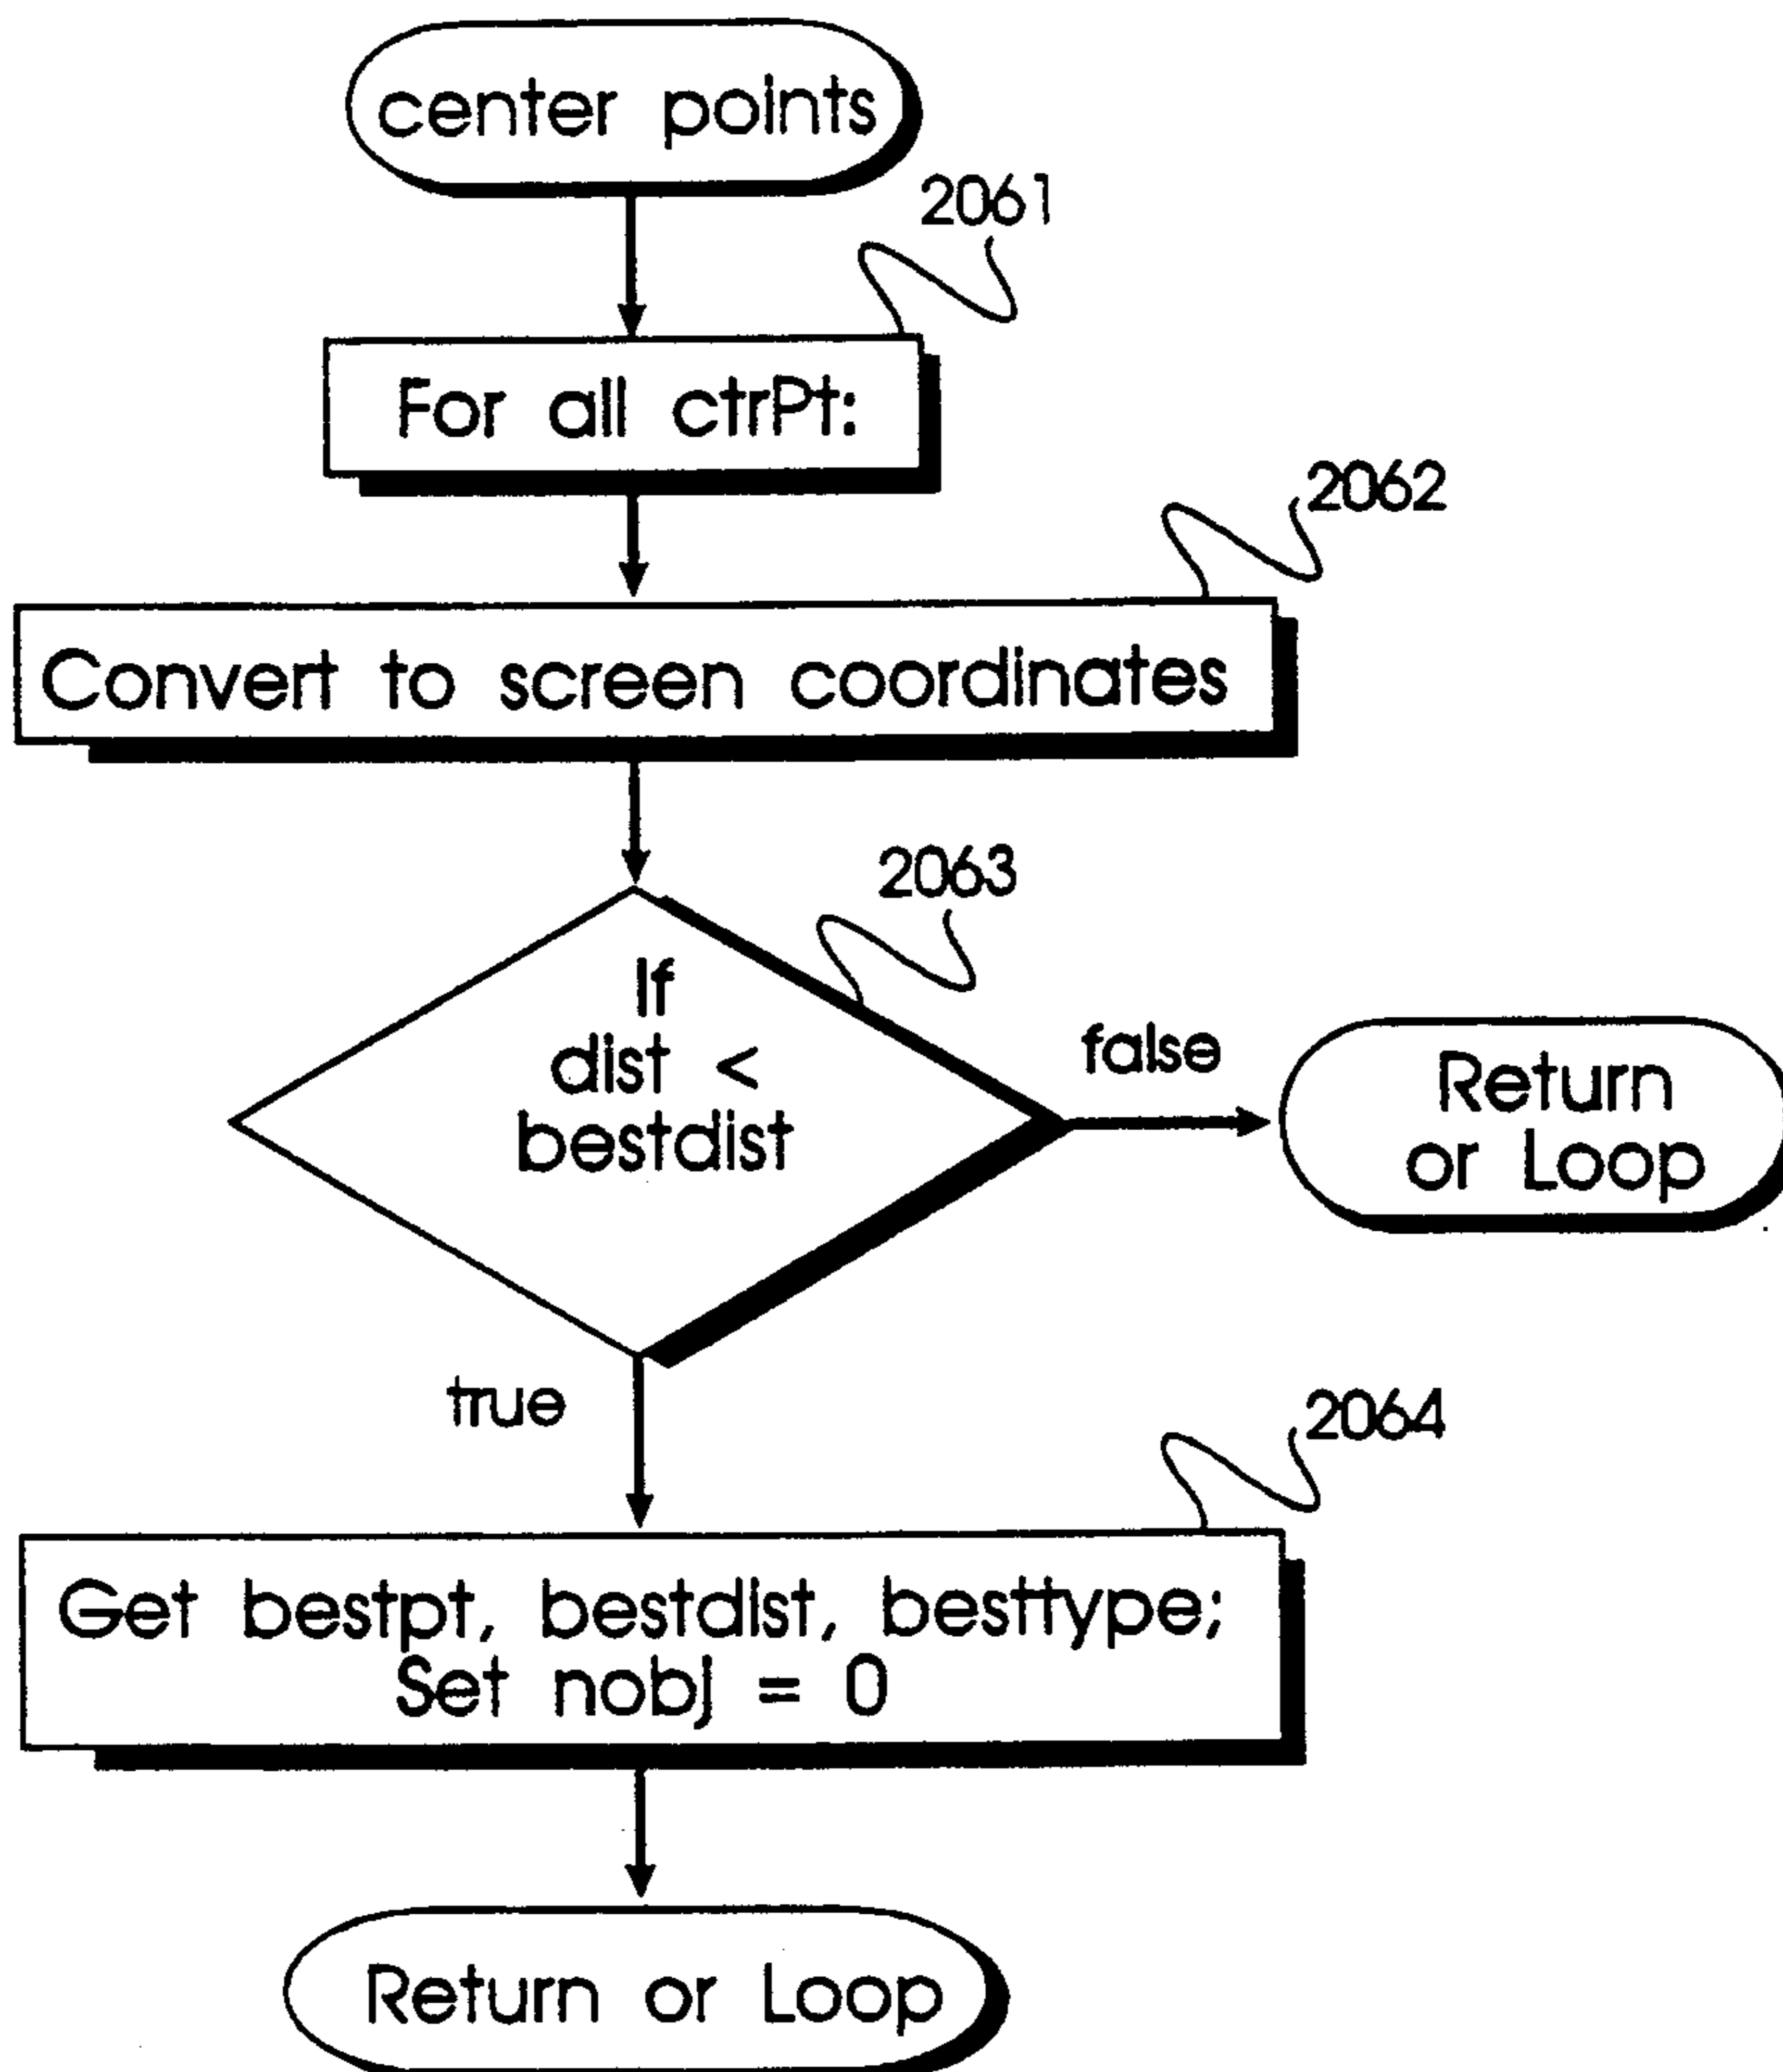 center points
2061
For all ctrPt:
2062
Convert to screen coordinates
2063
If
dist <
bestdist
false
Return
or Loop
true
2064
Get bestpt, bestdist, besttype;
Set nobj = 0
Return or Loop